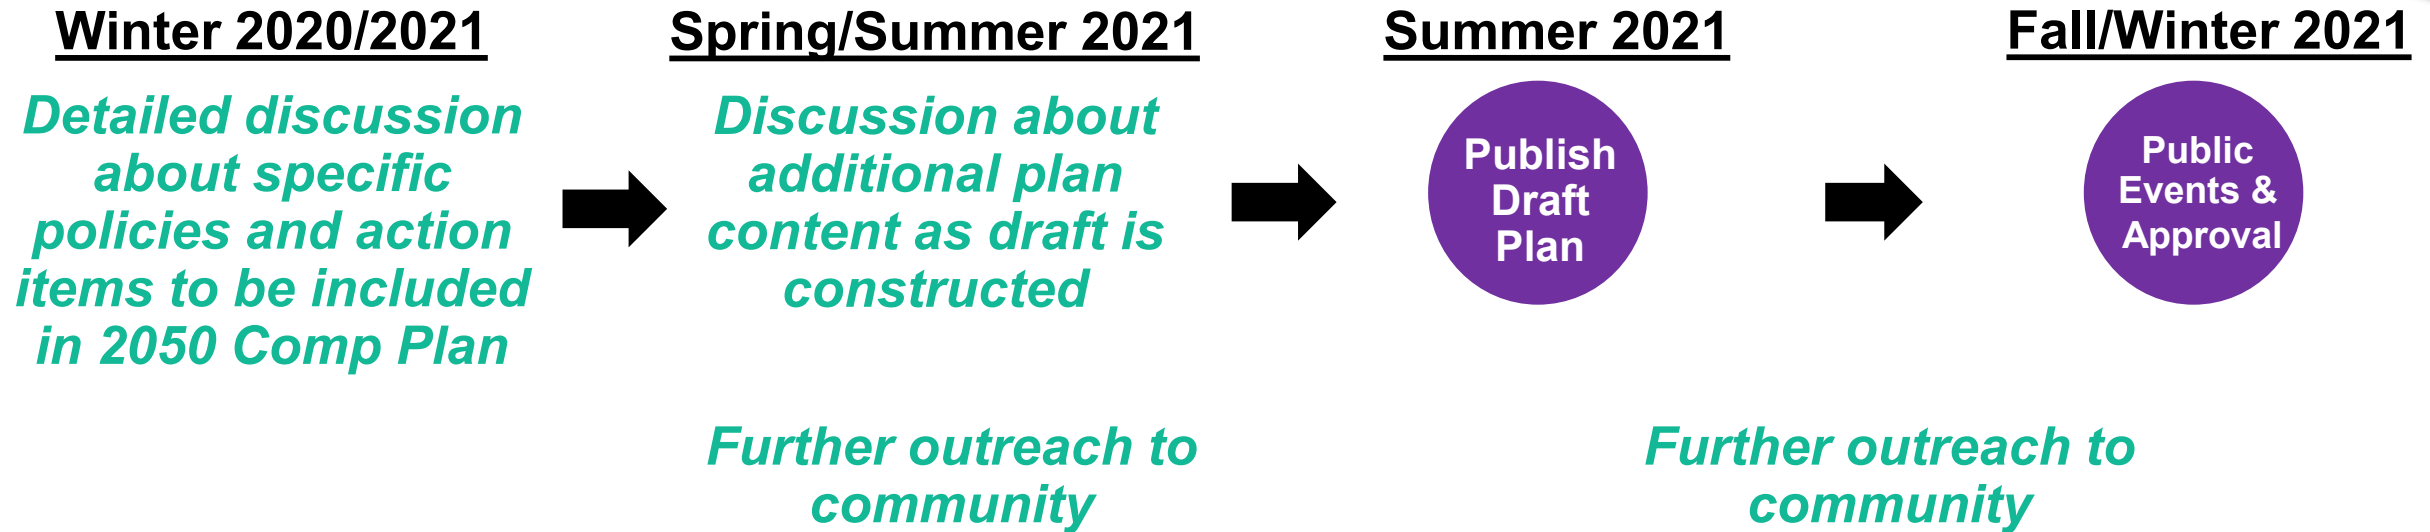 Winter 2020/2021
Detailed discussion
about specific
policies and action
items to be included
in 2050 Comp Plan
Spring/Summer 2021
Discussion about
additional plan
content as draft is
constructed
Further outreach to
community
Summer 2021
Publish
Draft
Plan
Fall/Winter 2021
Public
Events &
Approval
Further outreach to
community